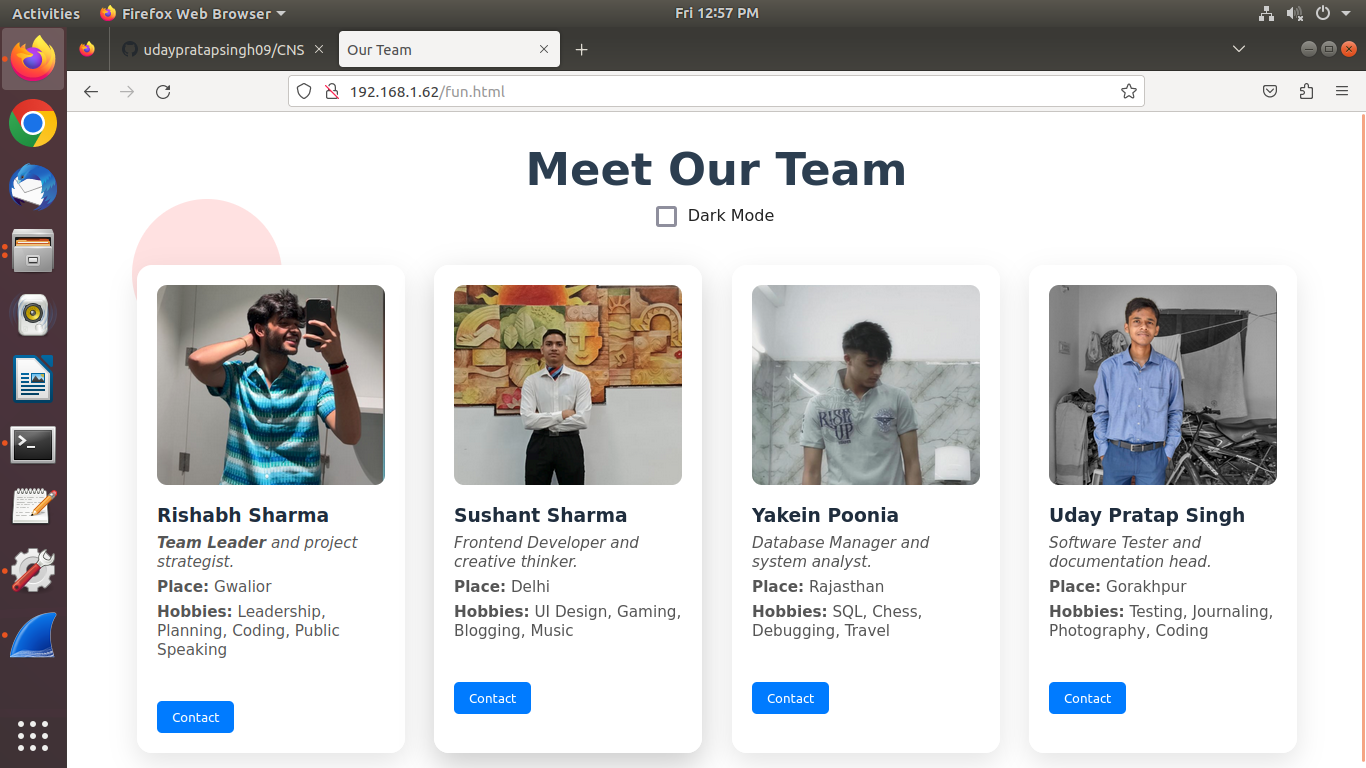 Activities
Firefox Web Browser
Fri 12:57 PM
udaypratapsingh09/CNS
Our Team
192.168.1.62/fun.html
Meet Our Team
Dark Mode
RISE
UP
Rishabh Sharma
Team Leader and project
strategist.
Place: Gwalior
Hobbies: Leadership,
Planning, Coding, Public
Speaking
Contact
Sushant Sharma
Frontend Developer and
creative thinker.
Place: Delhi
Hobbies: UI Design, Gaming,
Blogging, Music
Contact
Yakein Poonia
Database Manager and
system analyst.
Place: Rajasthan
Hobbies: SQL, Chess,
Debugging, Travel
Contact
Uday Pratap Singh
Software Tester and
documentation head.
Place: Gorakhpur
Hobbies: Testing, Journaling,
Photography, Coding
Contact